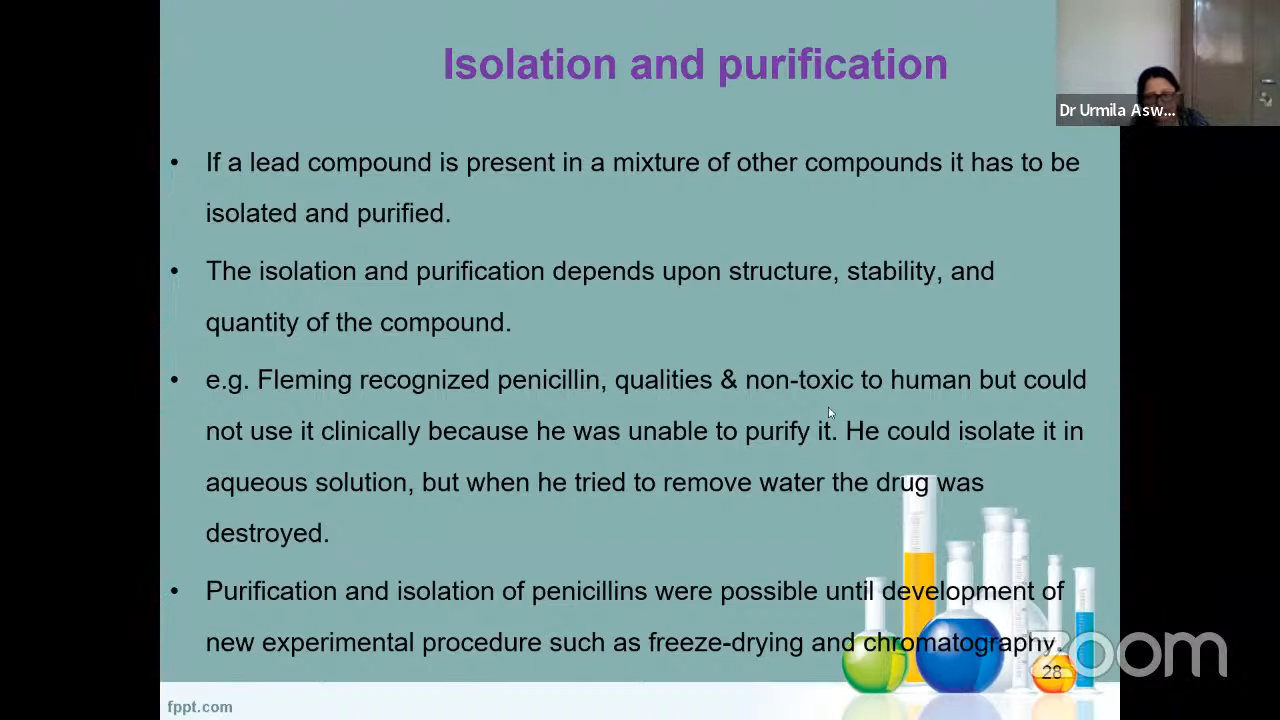 Isolation and purification
Dr Urmila Asw...
• If a lead compound is present in a mixture of other compounds it has to be
isolated and purified.
• The isolation and purification depends upon structure, stability, and
quantity of the compound.
• e.g. Fleming recognized penicillin, qualities & non-toxic to human but could
not use it clinically because he was unable to purify it. He could isolate it in
aqueous solution, but when he tried to remove water the drug was
destroyed.
• Purification and isolation of penicillins were possible until development of
new experimental procedure such as freeze-drying and chromatography.
zoom
28
fppt.com